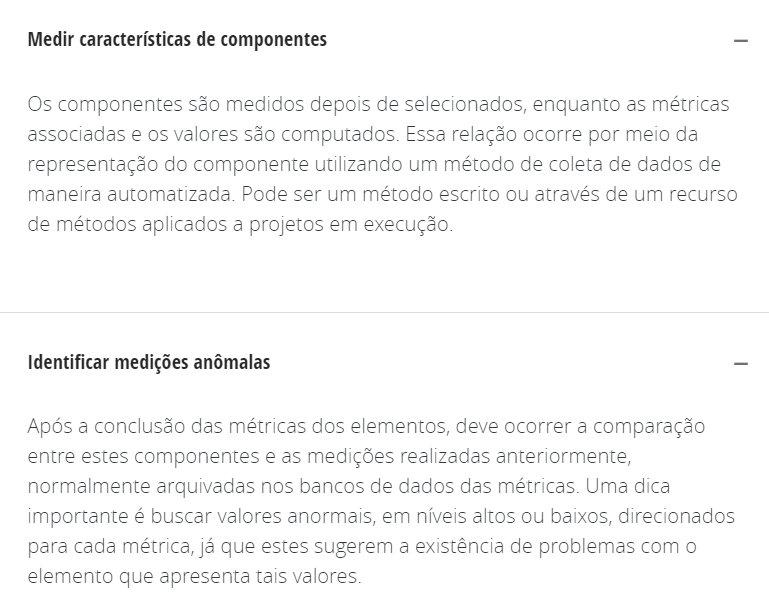 Medir características de componentes
Os componentes são medidos depois de selecionados, enquanto as métricas
associadas e os valores são computados. Essa relação ocorre por meio da
representação do componente utilizando um método de coleta de dados de
maneira automatizada. Pode ser um método escrito ou através de um recurso
de métodos aplicados a projetos em execução.
Identificar medições anômalas
Após a conclusão das métricas dos elementos, deve ocorrer a comparação
entre estes componentes e as medições realizadas anteriormente,
normalmente arquivadas nos bancos de dados das métricas. Uma dica
importante é buscar valores anormais, em níveis altos ou baixos, direcionados
para cada métrica, já que estes sugerem a existência de problemas com o
elemento que apresenta tais valores.